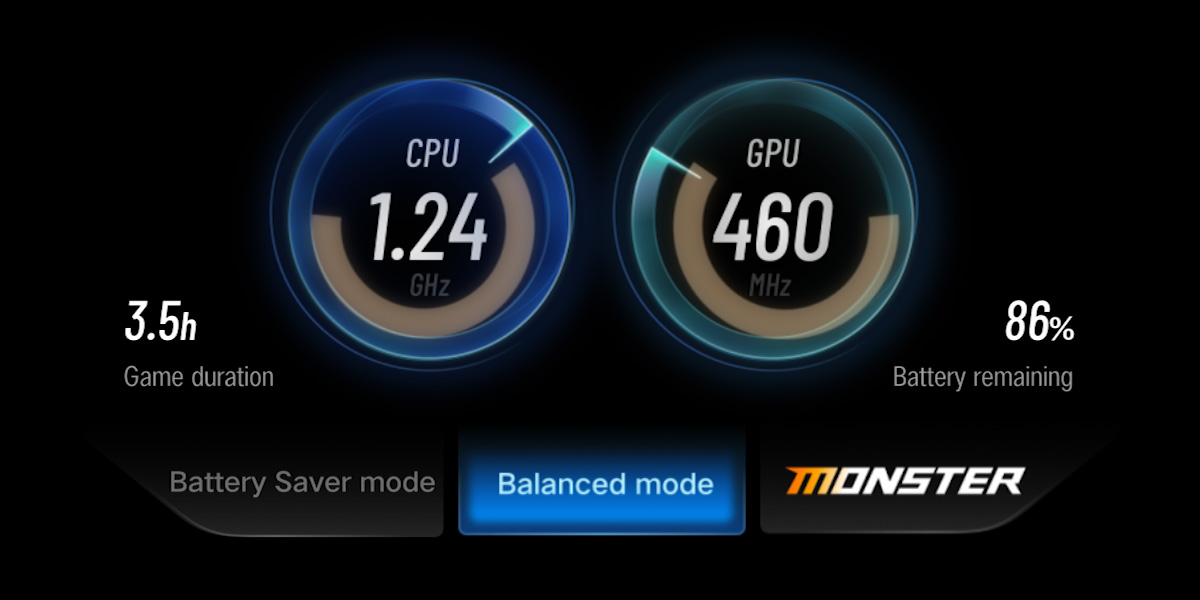 CPU
1.24
GHz
GPU
460
MHz
3.5h
Game duration
86%
Battery remaining
Battery Saver mode
Balanced mode
MONSTER